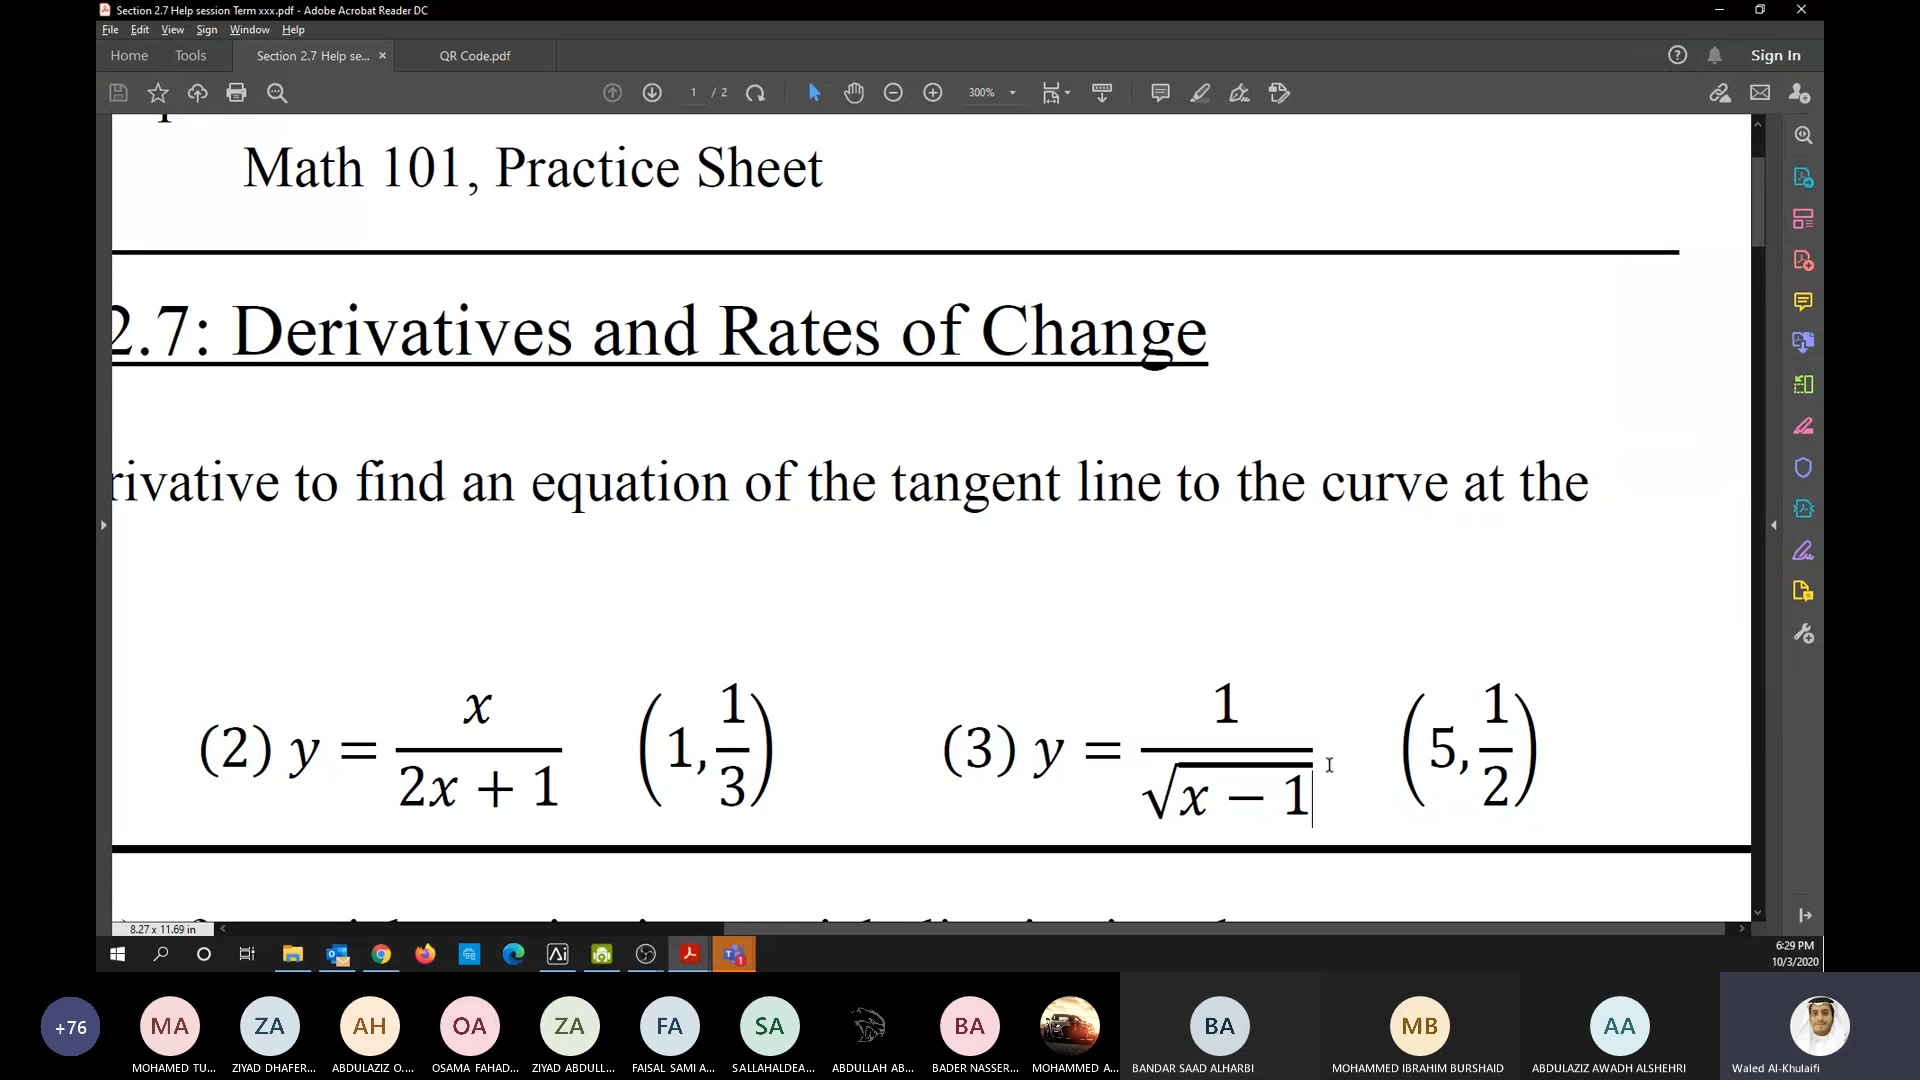 Section 2.7 Help session Term xxx.pdf - Adobe Acrobat Reader DC
File Edit View Sign Window Help
Home Tools Section 2.7 Help se... × QR Code.pdf Sign In
1 / 2 300%
Math 101, Practice Sheet
2.7: Derivatives and Rates of Change
rivative to find an equation of the tangent line to the curve at the
(2) y = x / (2x + 1) (1, 1/3) (3) y = 1 / √(x − 1) (5, 1/2)
8.27 x 11.69 in
6:29 PM
10/3/2020
+76 MA ZA AH OA ZA FA SA BA BA MB AA
MOHAMED TU... ZIYAD DHAFER... ABDULAZIZ O.... OSAMA FAHAD... ZIYAD ABDULL... FAISAL SAMI A... SALLAHALDEA... ABDULLAH AB... BADER NASSER... MOHAMMED A... BANDAR SAAD ALHARBI MOHAMMED IBRAHIM BURSHAID ABDULAZIZ AWADH ALSHEHRI Waled Al-Khulaifi